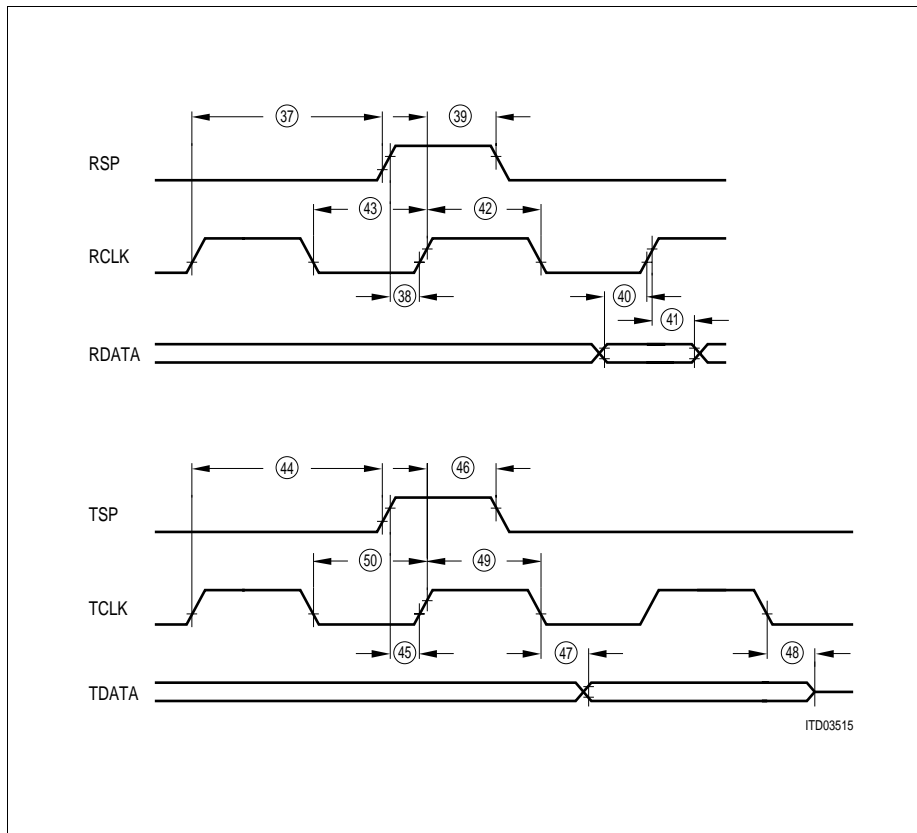 37 39
RSP
43 42
RCLK
38 40
41
RDATA
44 46
TSP
50 49
TCLK
45 47 48
TDATA
ITD03515